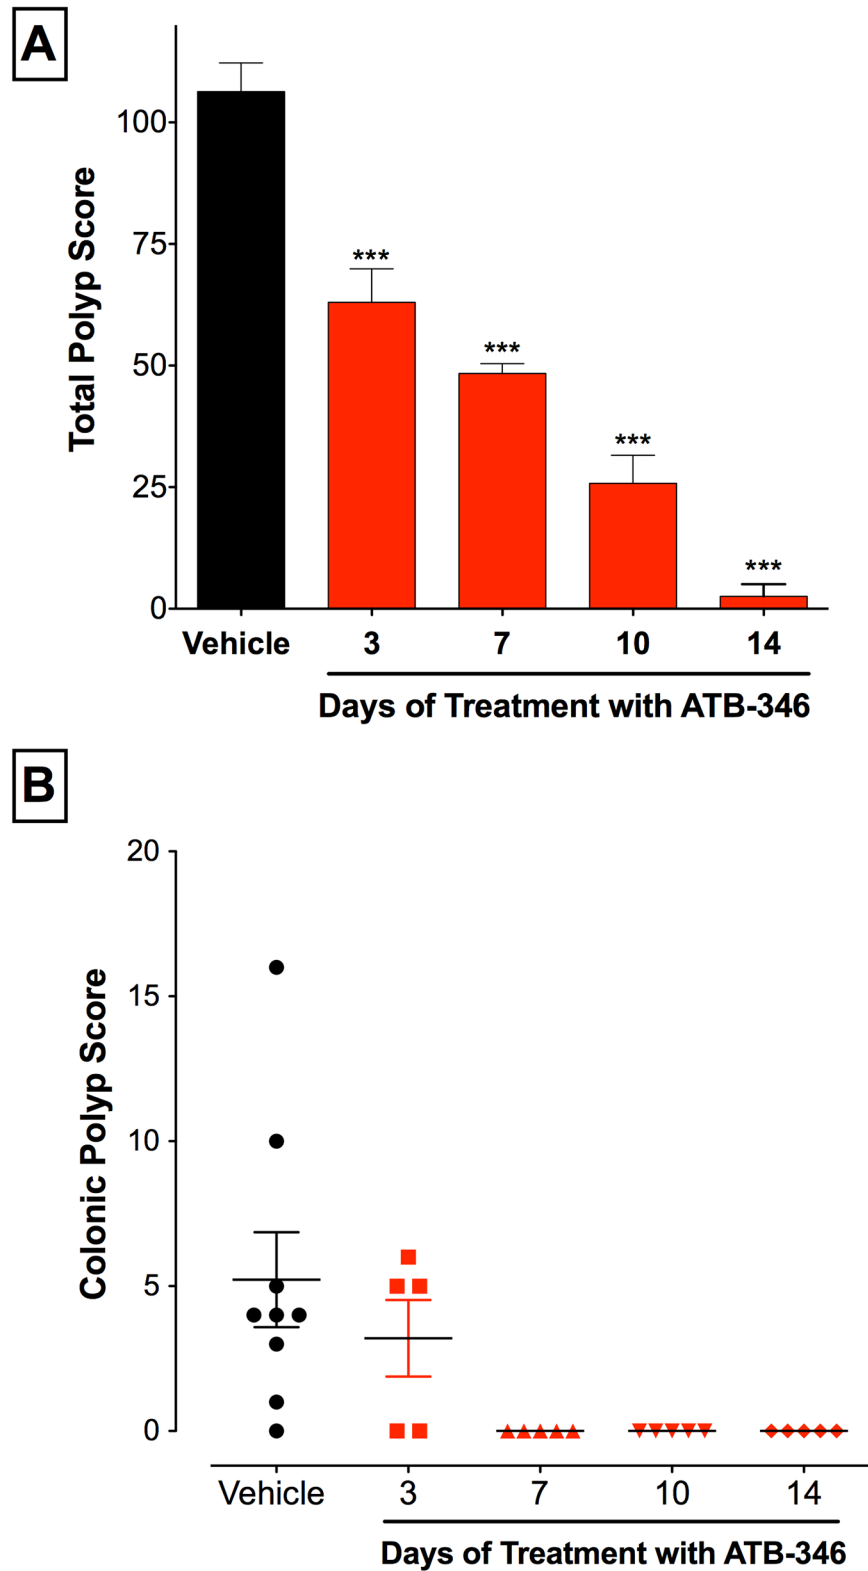 A
Total Polyp Score
100
75
50
25
0
***
***
***
***
Vehicle 3 7 10 14
Days of Treatment with ATB-346
B
Colonic Polyp Score
20
15
10
5
0
Vehicle 3 7 10 14
Days of Treatment with ATB-346